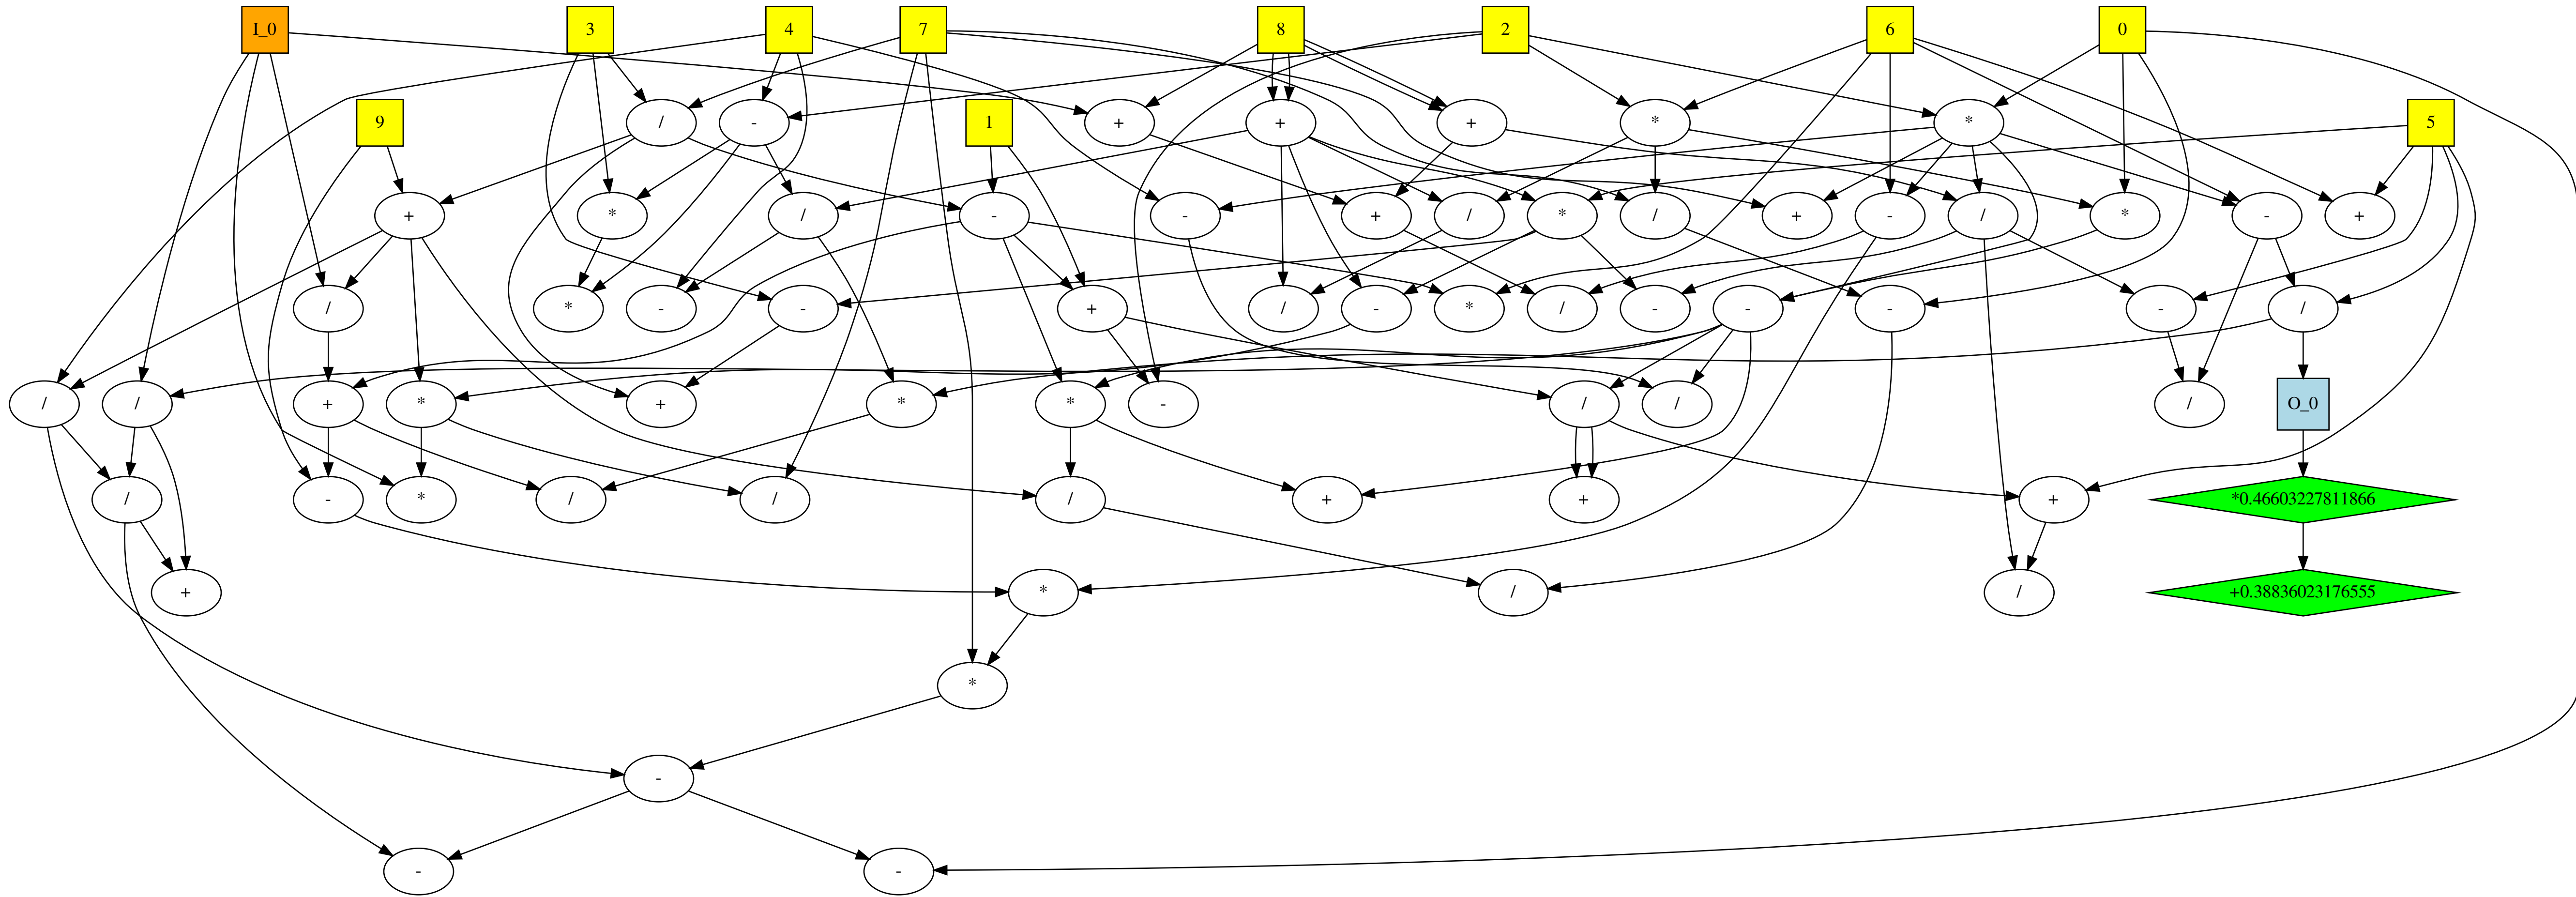 I_0 3 4 7 8 2 6 0
9 / - 1 + + + * * 5
+ * / - - + / * / + - / * - +
/ * - - + / - * / - - - - /
/ / + * + * * - / / / O_0
/ - * / / / + + + *0.46603227811866
+ * / / +0.38836023176555
*
-
- -